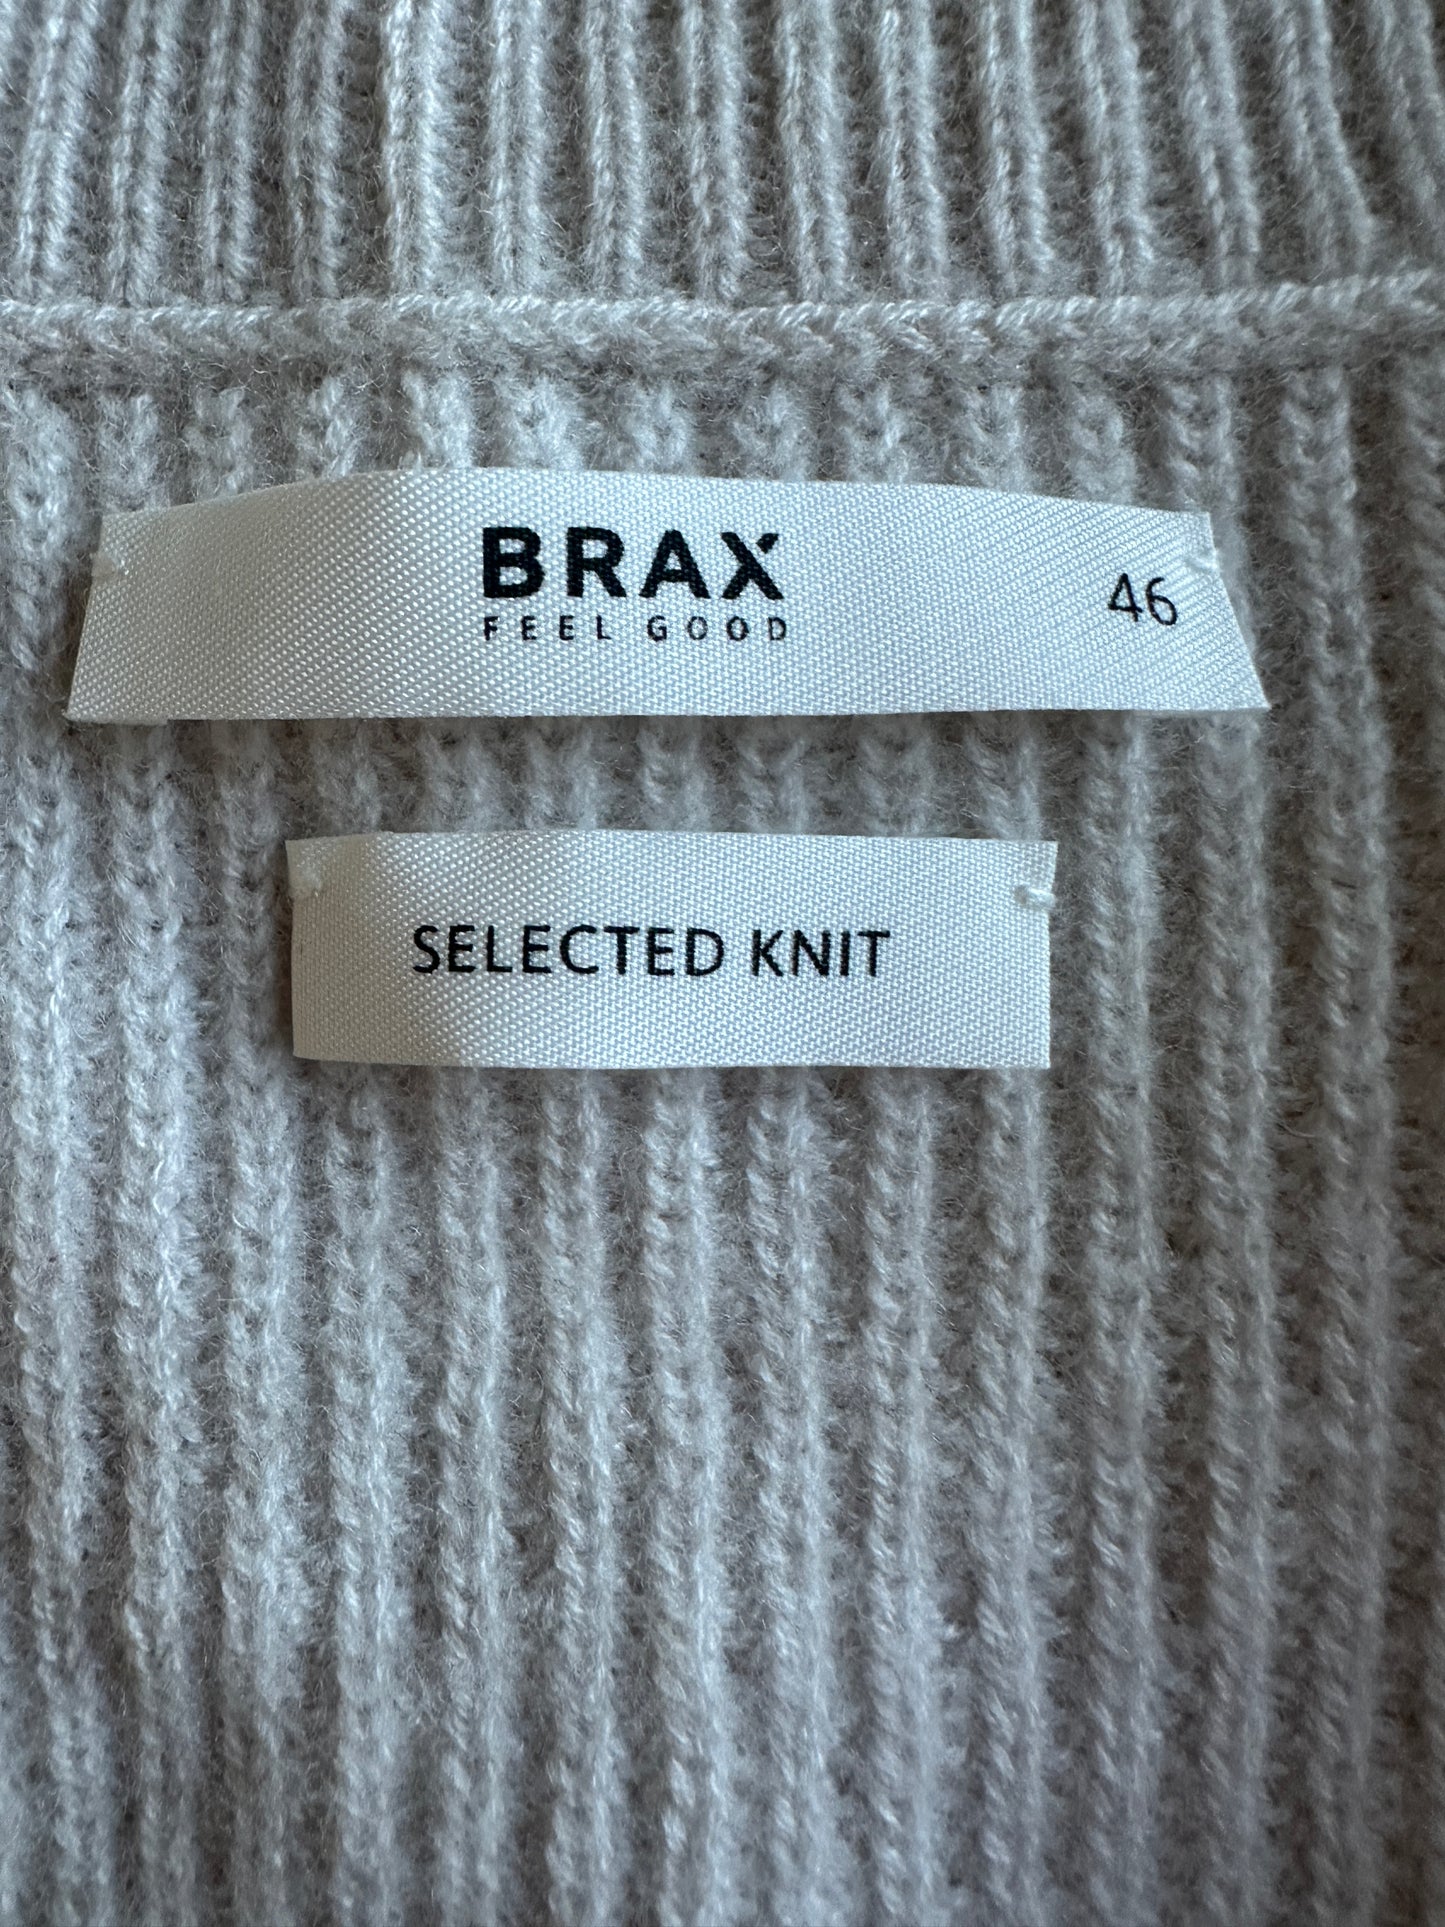 BRAX
FEEL GOOD
46
SELECTED KNIT